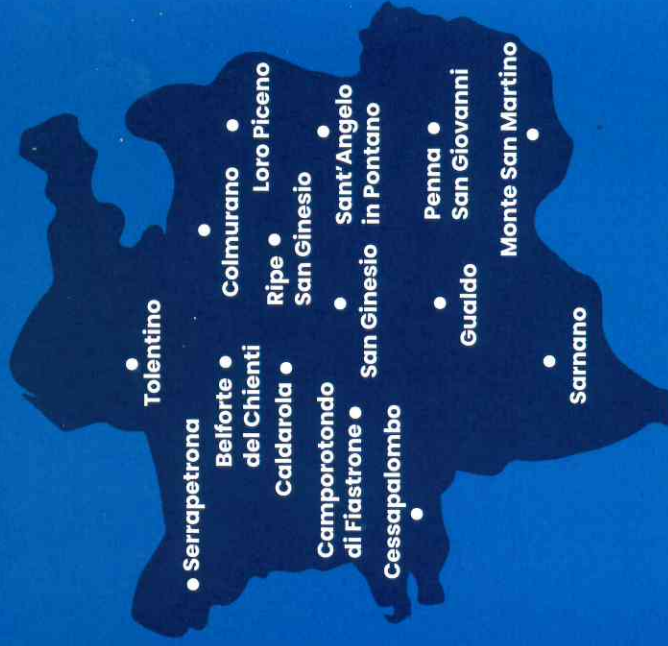 Tolentino
Serrapetrona
Belforte
del Chienti
Colmurano
Loro Piceno
Caldarola
Ripe
San Ginesio
Camporotondo
di Fiastrone
San Ginesio
Sant'Angelo
in Pontano
Cessapalombo
Penna
San Giovanni
Gualdo
Monte San Martino
Sarnano